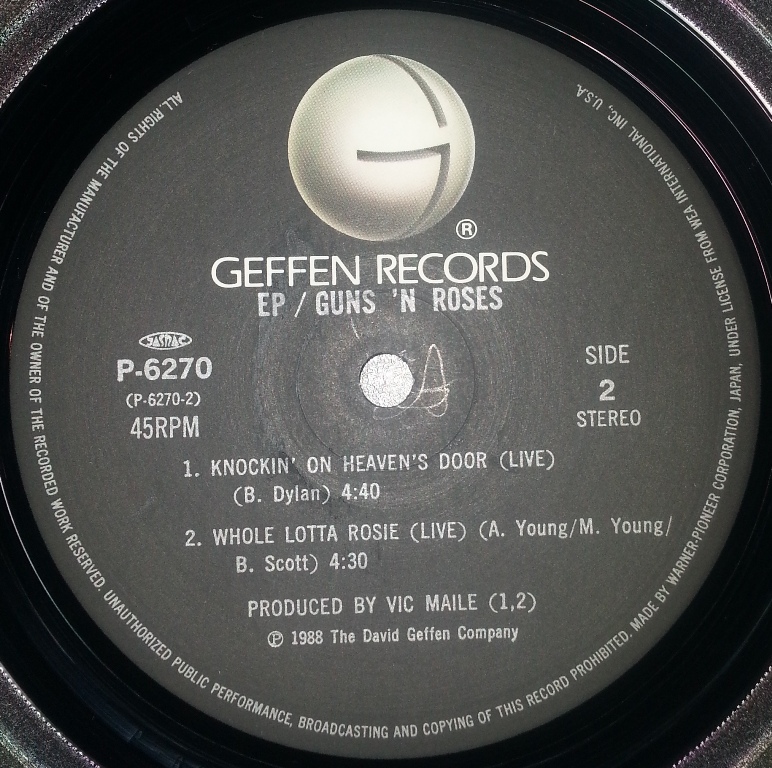 GEFFEN RECORDS
®
EP / GUNS 'N ROSES
JASRAC
P-6270
(P-6270-2)
45RPM
SIDE
2
STEREO
1. KNOCKIN' ON HEAVEN'S DOOR (LIVE)
(B. Dylan) 4:40
2. WHOLE LOTTA ROSIE (LIVE) (A. Young/M. Young/
B. Scott) 4:30
PRODUCED BY VIC MAILE (1,2)
℗ 1988 The David Geffen Company
ALL RIGHTS OF THE MANUFACTURER AND OF THE OWNER OF THE RECORDED WORK RESERVED. UNAUTHORIZED PUBLIC PERFORMANCE, BROADCASTING AND COPYING OF THIS RECORD PROHIBITED. MADE BY WARNER-PIONEER CORPORATION, JAPAN, UNDER LICENSE FROM WEA INTERNATIONAL INC., U.S.A.